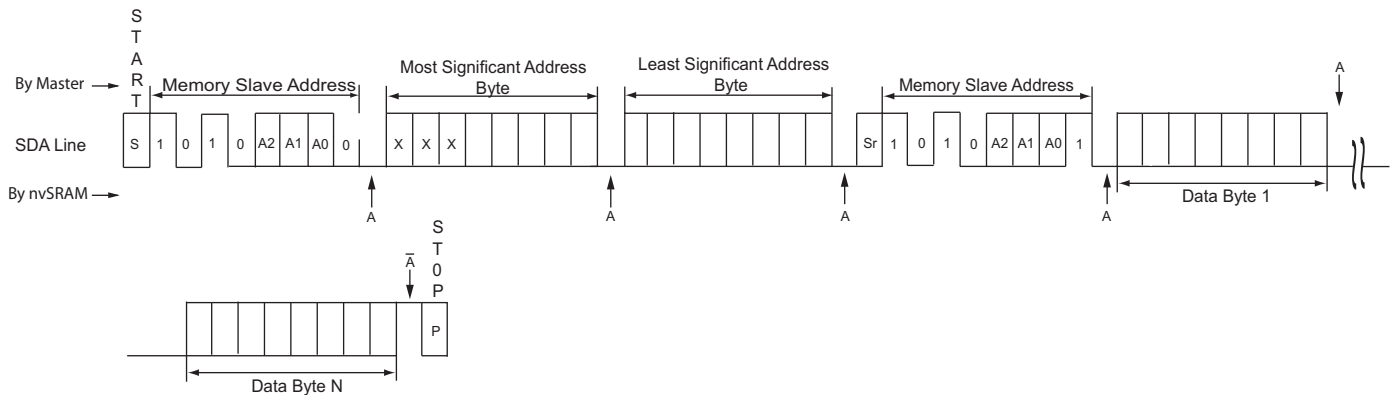 START
By Master
Memory Slave Address
Most Significant Address
Byte
Least Significant Address
Byte
Memory Slave Address
A
SDA Line
S 1 0 1 0 A2 A1 A0 0
X X X
Sr 1 0 1 0 A2 A1 A0 1
By nvSRAM
A
A
A
A
Data Byte 1
ST0P
A̅
P
Data Byte N